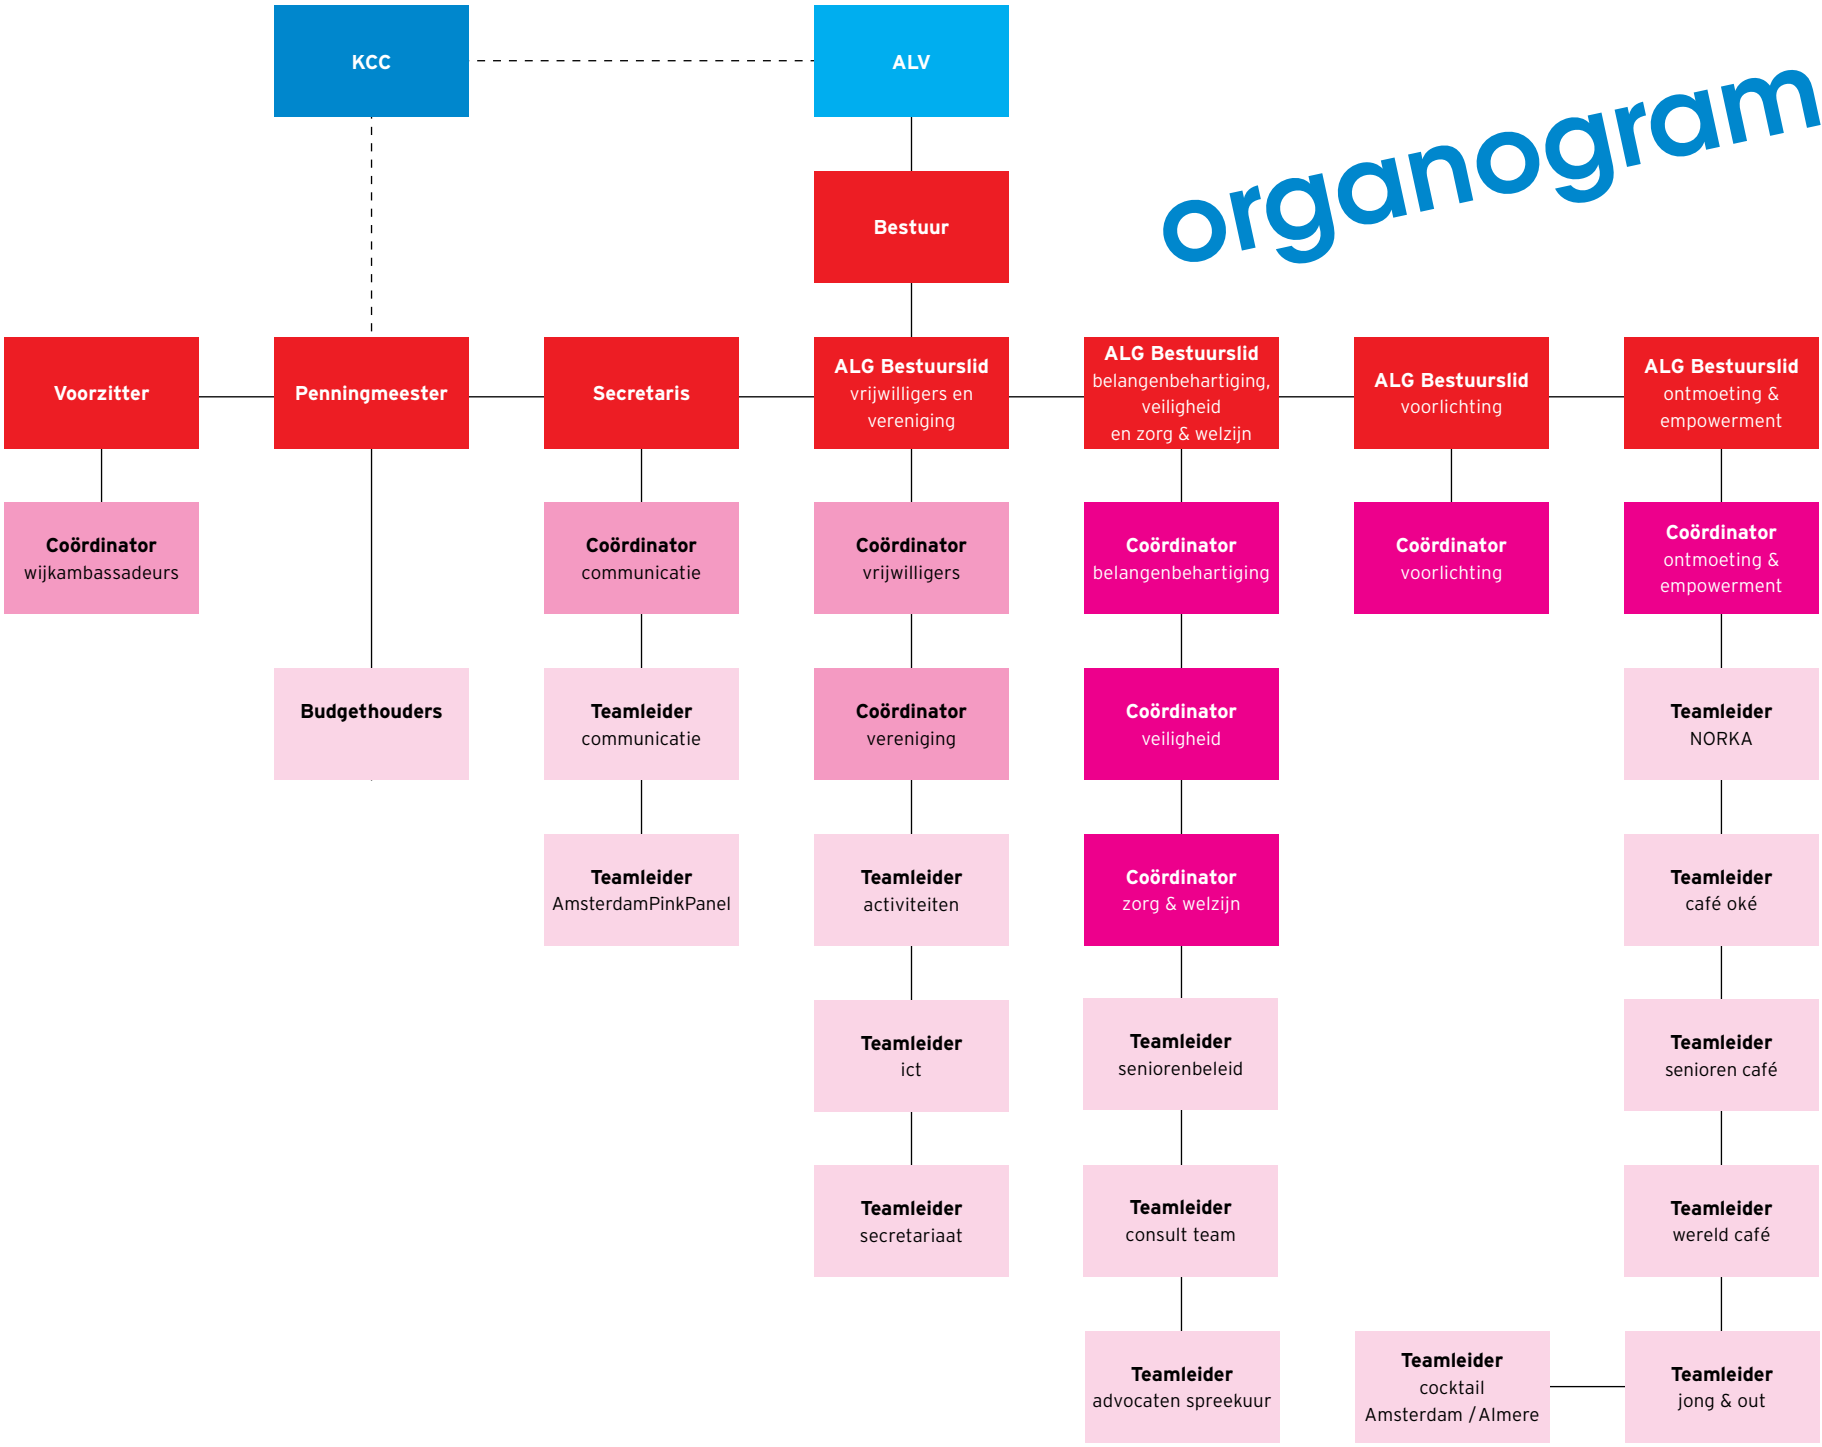 KCC
ALV
organogram
Bestuur
Voorzitter
Penningmeester
Secretaris
ALG Bestuurslid
vrijwilligers en
vereniging
ALG Bestuurslid
belangenbehartiging,
veiligheid
en zorg & welzijn
ALG Bestuurslid
voorlichting
ALG Bestuurslid
ontmoeting &
empowerment
Coördinator
wijkambassadeurs
Coördinator
communicatie
Coördinator
vrijwilligers
Coördinator
belangenbehartiging
Coördinator
voorlichting
Coördinator
ontmoeting &
empowerment
Budgethouders
Teamleider
communicatie
Coördinator
vereniging
Coördinator
veiligheid
Teamleider
NORKA
Teamleider
AmsterdamPinkPanel
Teamleider
activiteiten
Coördinator
zorg & welzijn
Teamleider
café oké
Teamleider
ict
Teamleider
seniorenbeleid
Teamleider
senioren café
Teamleider
secretariaat
Teamleider
consult team
Teamleider
wereld café
Teamleider
advocaten spreekuur
Teamleider
cocktail
Amsterdam / Almere
Teamleider
jong & out